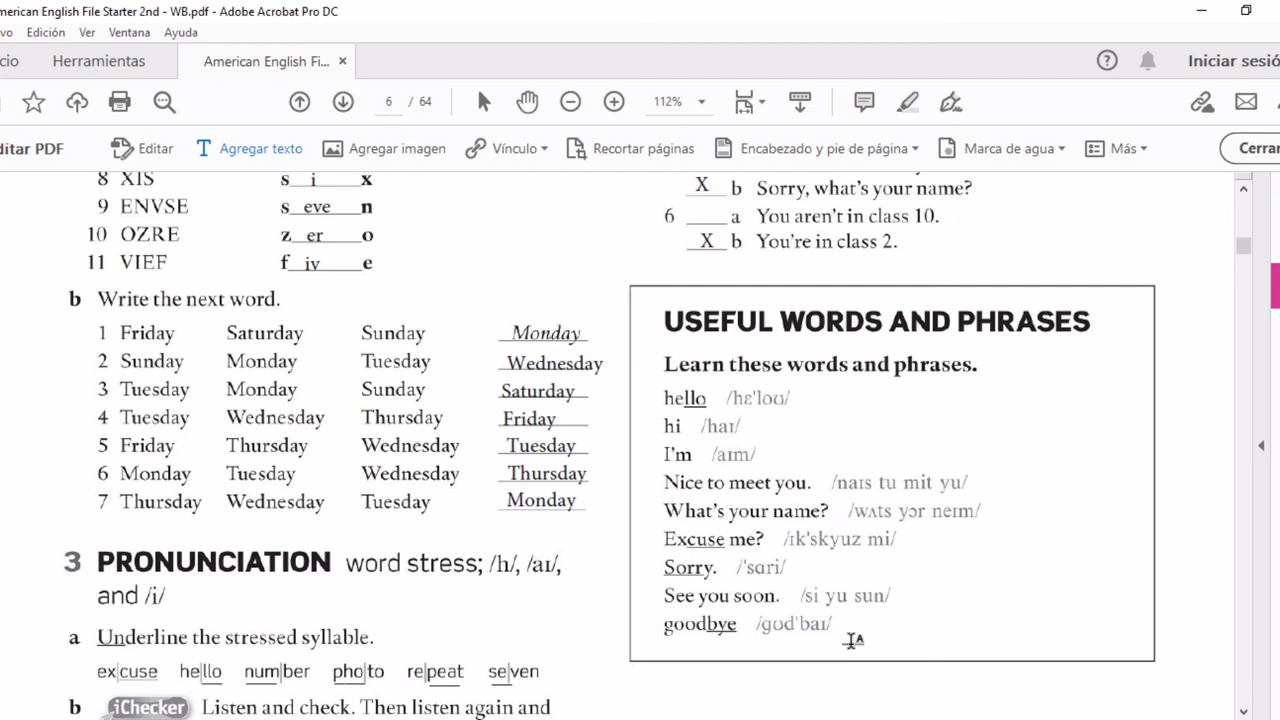 merican English File Starter 2nd - WB.pdf - Adobe Acrobat Pro DC
vo Edición Ver Ventana Ayuda
cio Herramientas American English Fi... × ? Iniciar sesió
6 / 64 112%
ditar PDF Editar Agregar texto Agregar imagen Vínculo Recortar páginas Encabezado y pie de página Marca de agua Más Cerrar
8 XIS s i x
9 ENVSE s eve n
10 OZRE z er o
11 VIEF f iv e
b Write the next word.
1 Friday Saturday Sunday Monday
2 Sunday Monday Tuesday Wednesday
3 Tuesday Monday Sunday Saturday
4 Tuesday Wednesday Thursday Friday
5 Friday Thursday Wednesday Tuesday
6 Monday Tuesday Wednesday Thursday
7 Thursday Wednesday Tuesday Monday
3 PRONUNCIATION word stress; /h/, /aɪ/,
and /i/
a Underline the stressed syllable.
ex|cuse he|llo num|ber pho|to re|peat se|ven
b iChecker Listen and check. Then listen again and
X b Sorry, what's your name?
6 ____ a You aren't in class 10.
X b You're in class 2.
USEFUL WORDS AND PHRASES
Learn these words and phrases.
hello /hɛˈloʊ/
hi /haɪ/
I'm /aɪm/
Nice to meet you. /naɪs tu mit yu/
What's your name? /wʌts yɔr neɪm/
Excuse me? /ɪkˈskyuz mi/
Sorry. /ˈsɑri/
See you soon. /si yu sun/
goodbye /gʊdˈbaɪ/